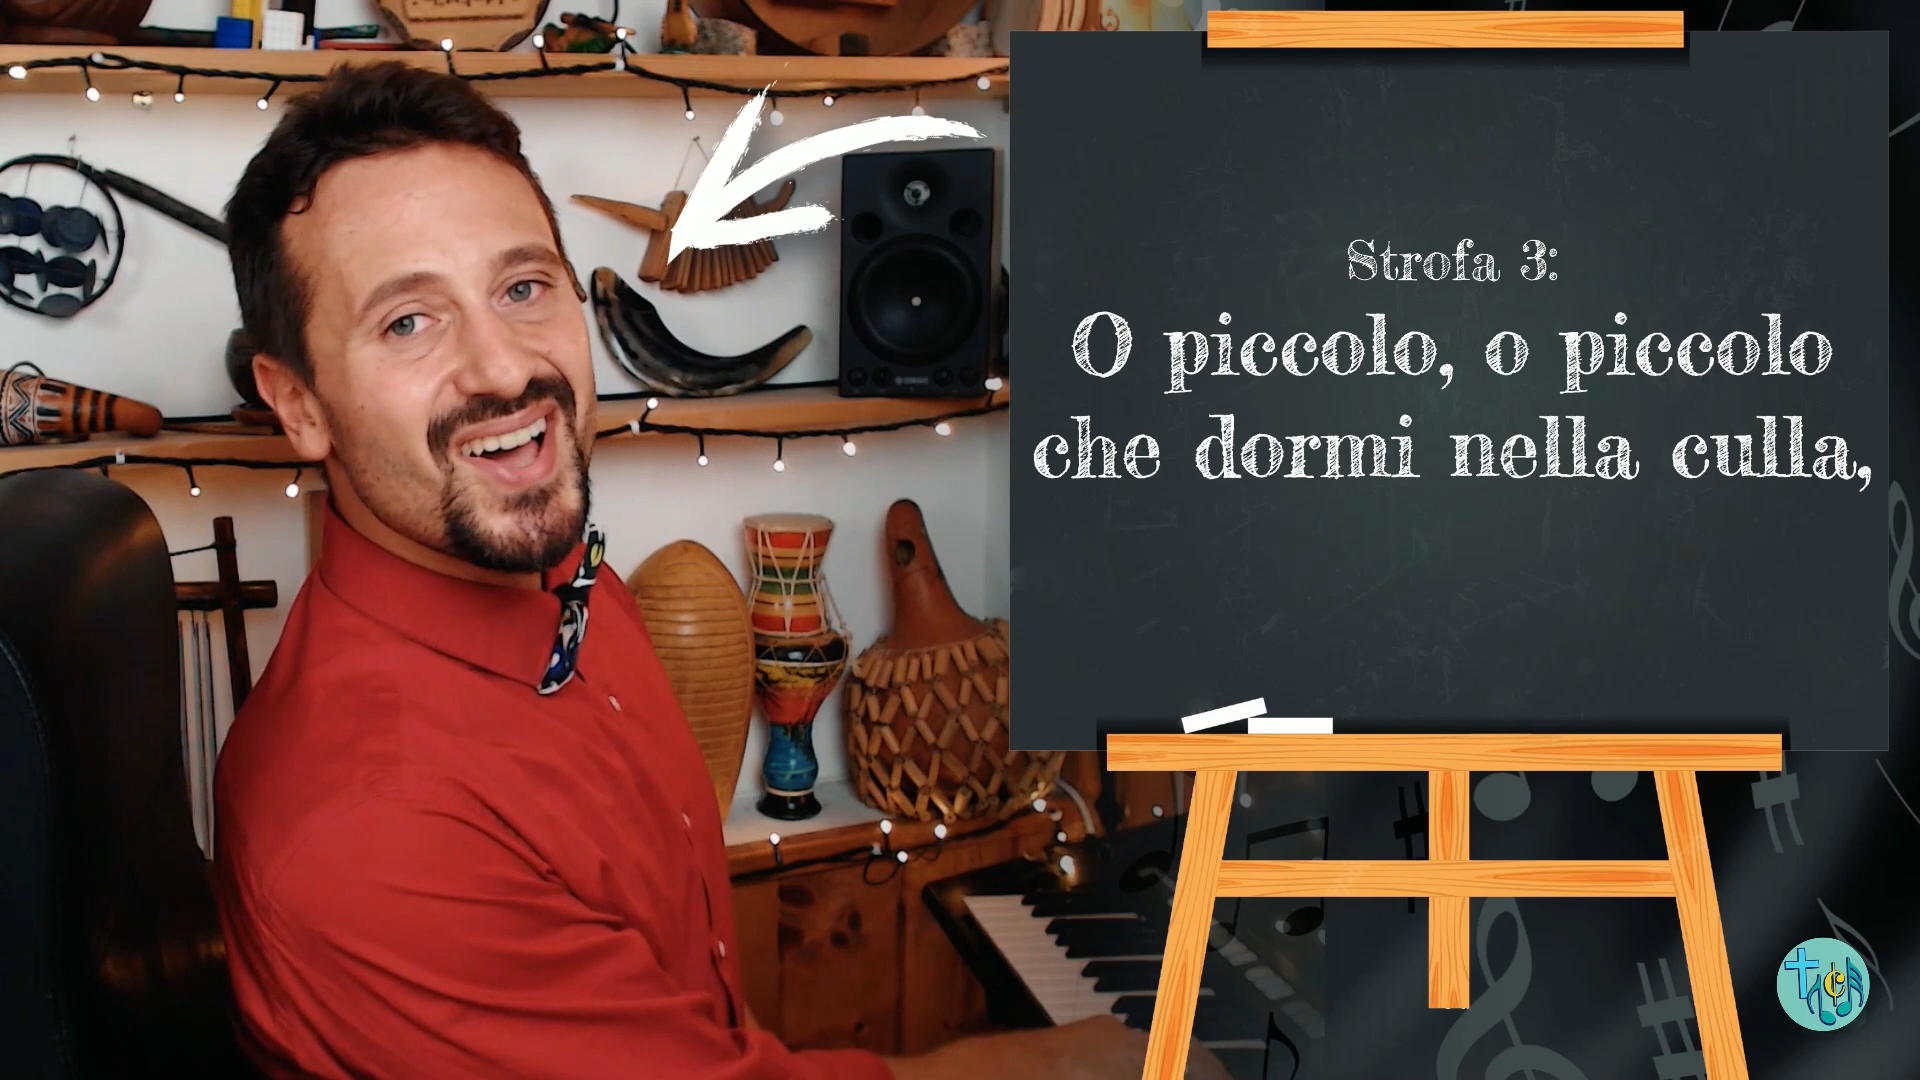 Strofa 3:
O piccolo, o piccolo
che dormi nella culla,